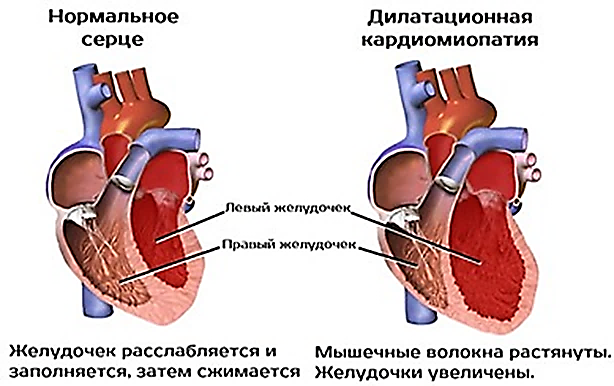 Нормальное
серце
Дилатационная
кардиомиопатия
Левый желудочек
Правый желудочек
Желудочек расслабляется и
заполняется, затем сжимается
Мышечные волокна растянуты.
Желудочки увеличены.